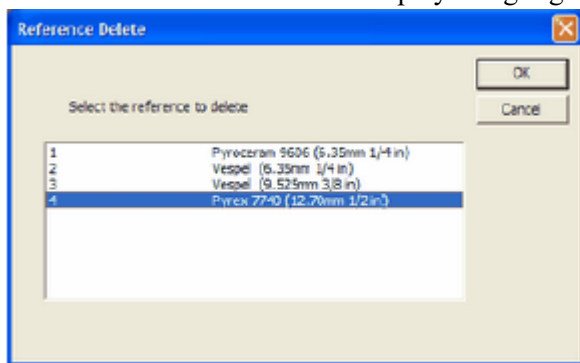 Reference Delete
OK
Select the reference to delete
Cancel
1 Pyroceram 9606 (6.35mm 1/4 in)
2 Vespel (6.35mm 1/4 in)
3 Vespel (9.525mm 3/8 in)
4 Pyrex 7740 (12.70mm 1/2 in)